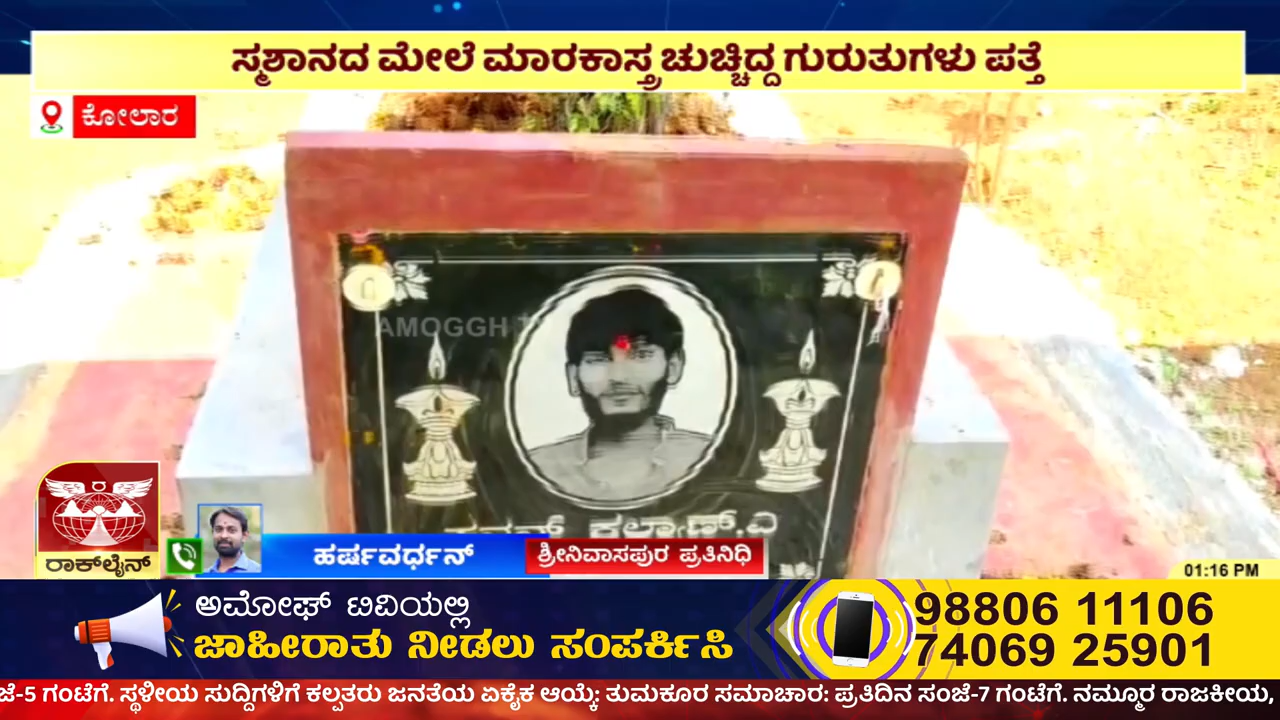 ಸ್ಮಶಾನದ ಮೇಲೆ ಮಾರಕಾಸ್ತ್ರ ಚುಚ್ಚಿದ್ದ ಗುರುತುಗಳು ಪತ್ತೆ
ಕೋಲಾರ
AMOGGH
ಕಲ್ಯಾಣ್.ಎ
ರಾಕ್‌ಲೈನ್
ಹರ್ಷವರ್ಧನ್
ಶ್ರೀನಿವಾಸಪುರ ಪ್ರತಿನಿಧಿ
01:16 PM
ಅಮೋಘ್ ಟಿವಿಯಲ್ಲಿ
ಜಾಹೀರಾತು ನೀಡಲು ಸಂಪರ್ಕಿಸಿ
98806 11106
74069 25901
ಜೆ-5 ಗಂಟೆಗೆ. ಸ್ಥಳೀಯ ಸುದ್ದಿಗಳಿಗೆ ಕಲ್ಪತರು ಜನತೆಯ ಏಕೈಕ ಆಯ್ಕೆ: ತುಮಕೂರ ಸಮಾಚಾರ: ಪ್ರತಿದಿನ ಸಂಜೆ-7 ಗಂಟೆಗೆ. ನಮ್ಮೂರ ರಾಜಕೀಯ,